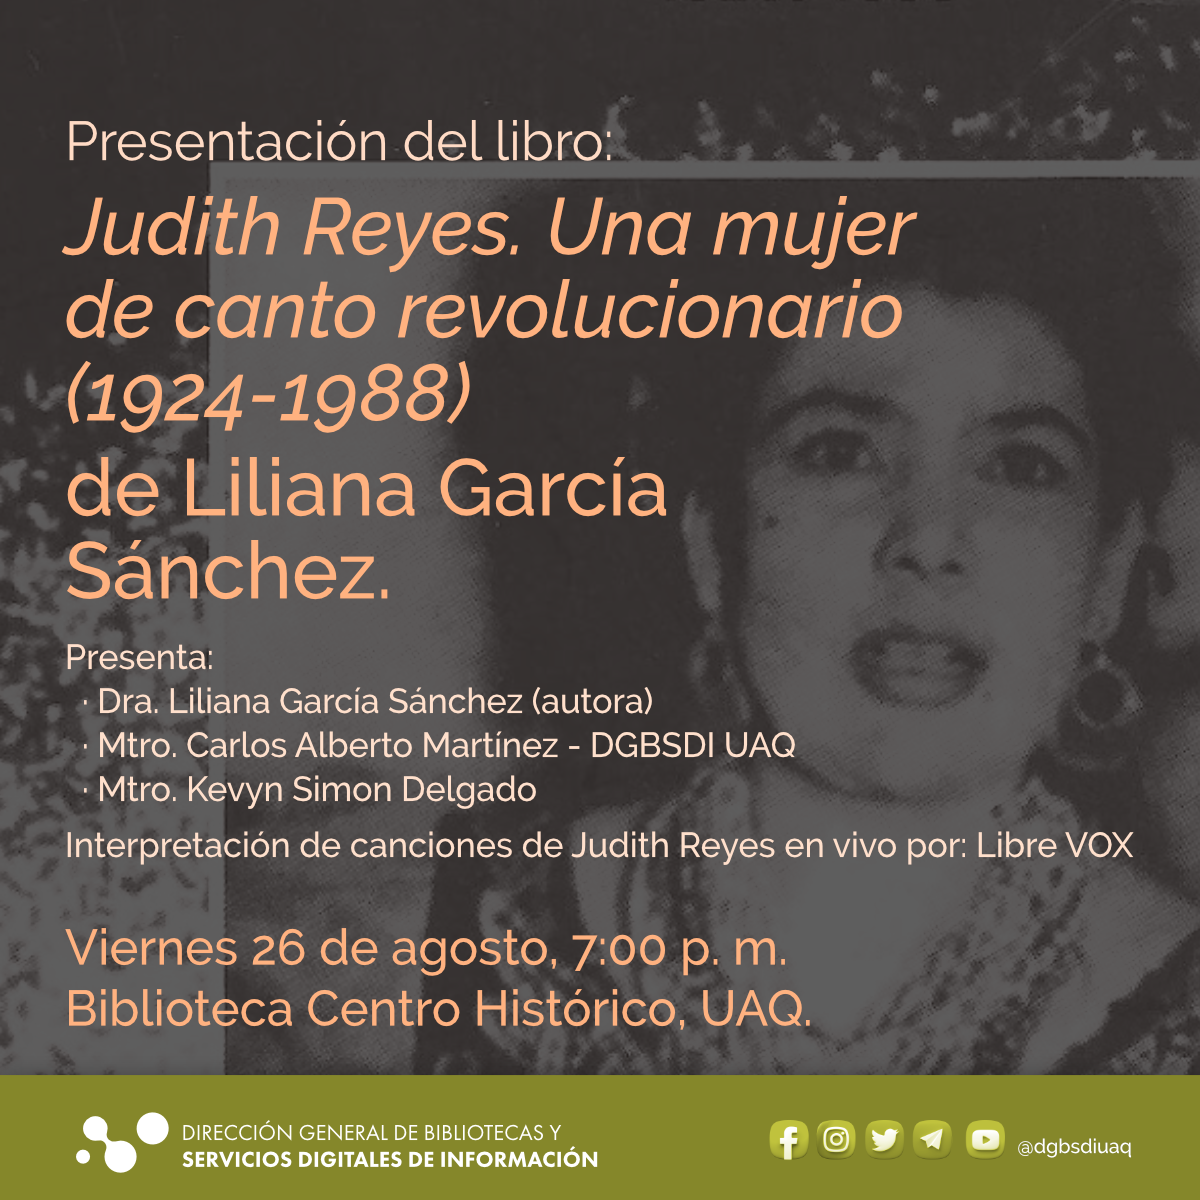 Presentación del libro:
Judith Reyes. Una mujer
de canto revolucionario
(1924-1988)
de Liliana García
Sánchez.
Presenta:
· Dra. Liliana García Sánchez (autora)
· Mtro. Carlos Alberto Martínez - DGBSDI UAQ
· Mtro. Kevyn Simon Delgado
Interpretación de canciones de Judith Reyes en vivo por: Libre VOX
Viernes 26 de agosto, 7:00 p. m.
Biblioteca Centro Histórico, UAQ.
DIRECCIÓN GENERAL DE BIBLIOTECAS Y
SERVICIOS DIGITALES DE INFORMACIÓN
@dgbsdiuaq